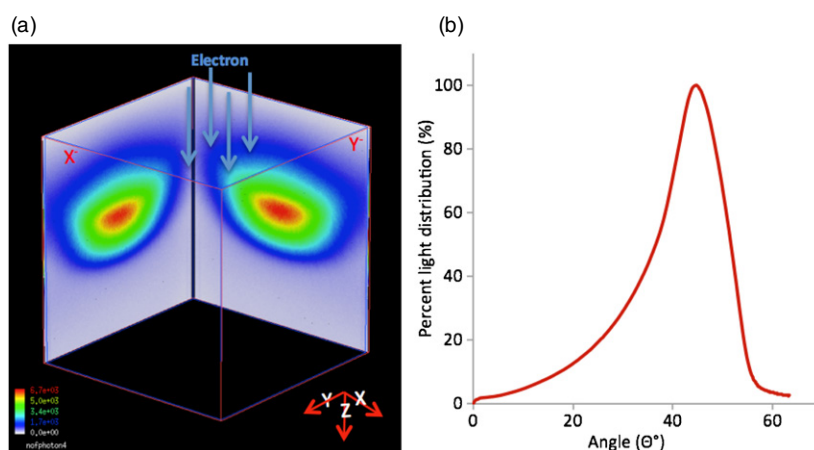 (a)
Electron
X-
Y-
6.7e+03
5.0e+03
3.4e+03
1.7e+03
0.0e+00
nofphoton4
Y
X
Z
(b)
Percent light distribution (%)
100
80
60
40
20
0
0
20
40
60
Angle (Θ°)